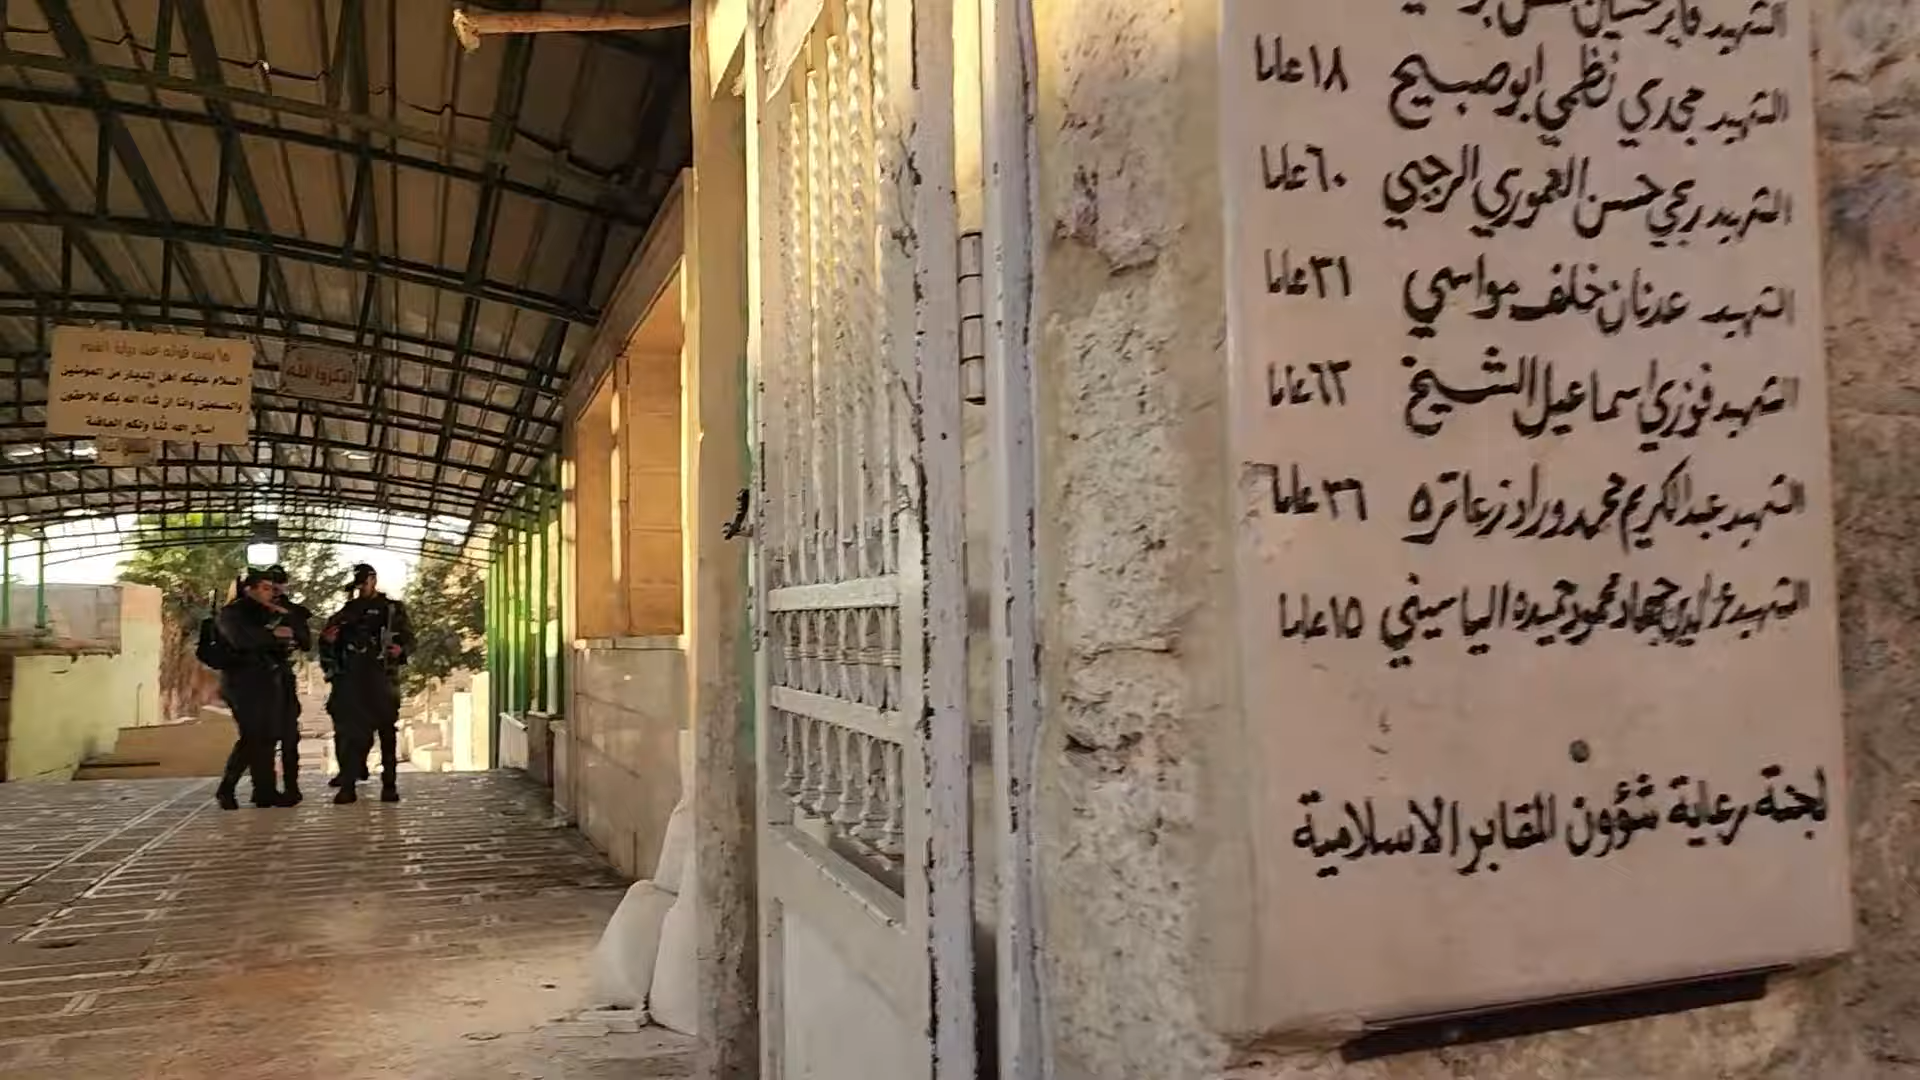 الشهيد مجدي نظمي ابو صبيح ١٨ عاما
الشهيد ربحي حسن العموري الرجبي ٦٠ عاما
الشهيد عدنان خلف مواسي ٣١ عاما
الشهيد فوزي اسماعيل الشيخ ٦٣ عاما
الشهيد عبد الكريم محمد وراد زعاترة ٣٦ عاما
الشهيد عز الدين جهاد محمود حميده الياسيني ١٥ عاما
لجنة رعاية شؤون المقابر الاسلامية
السلام عليكم اهل الديار من المؤمنين
والمسلمين وانا ان شاء الله بكم للاحقون
اسال الله لنا ولكم العافية
اذكروا الله